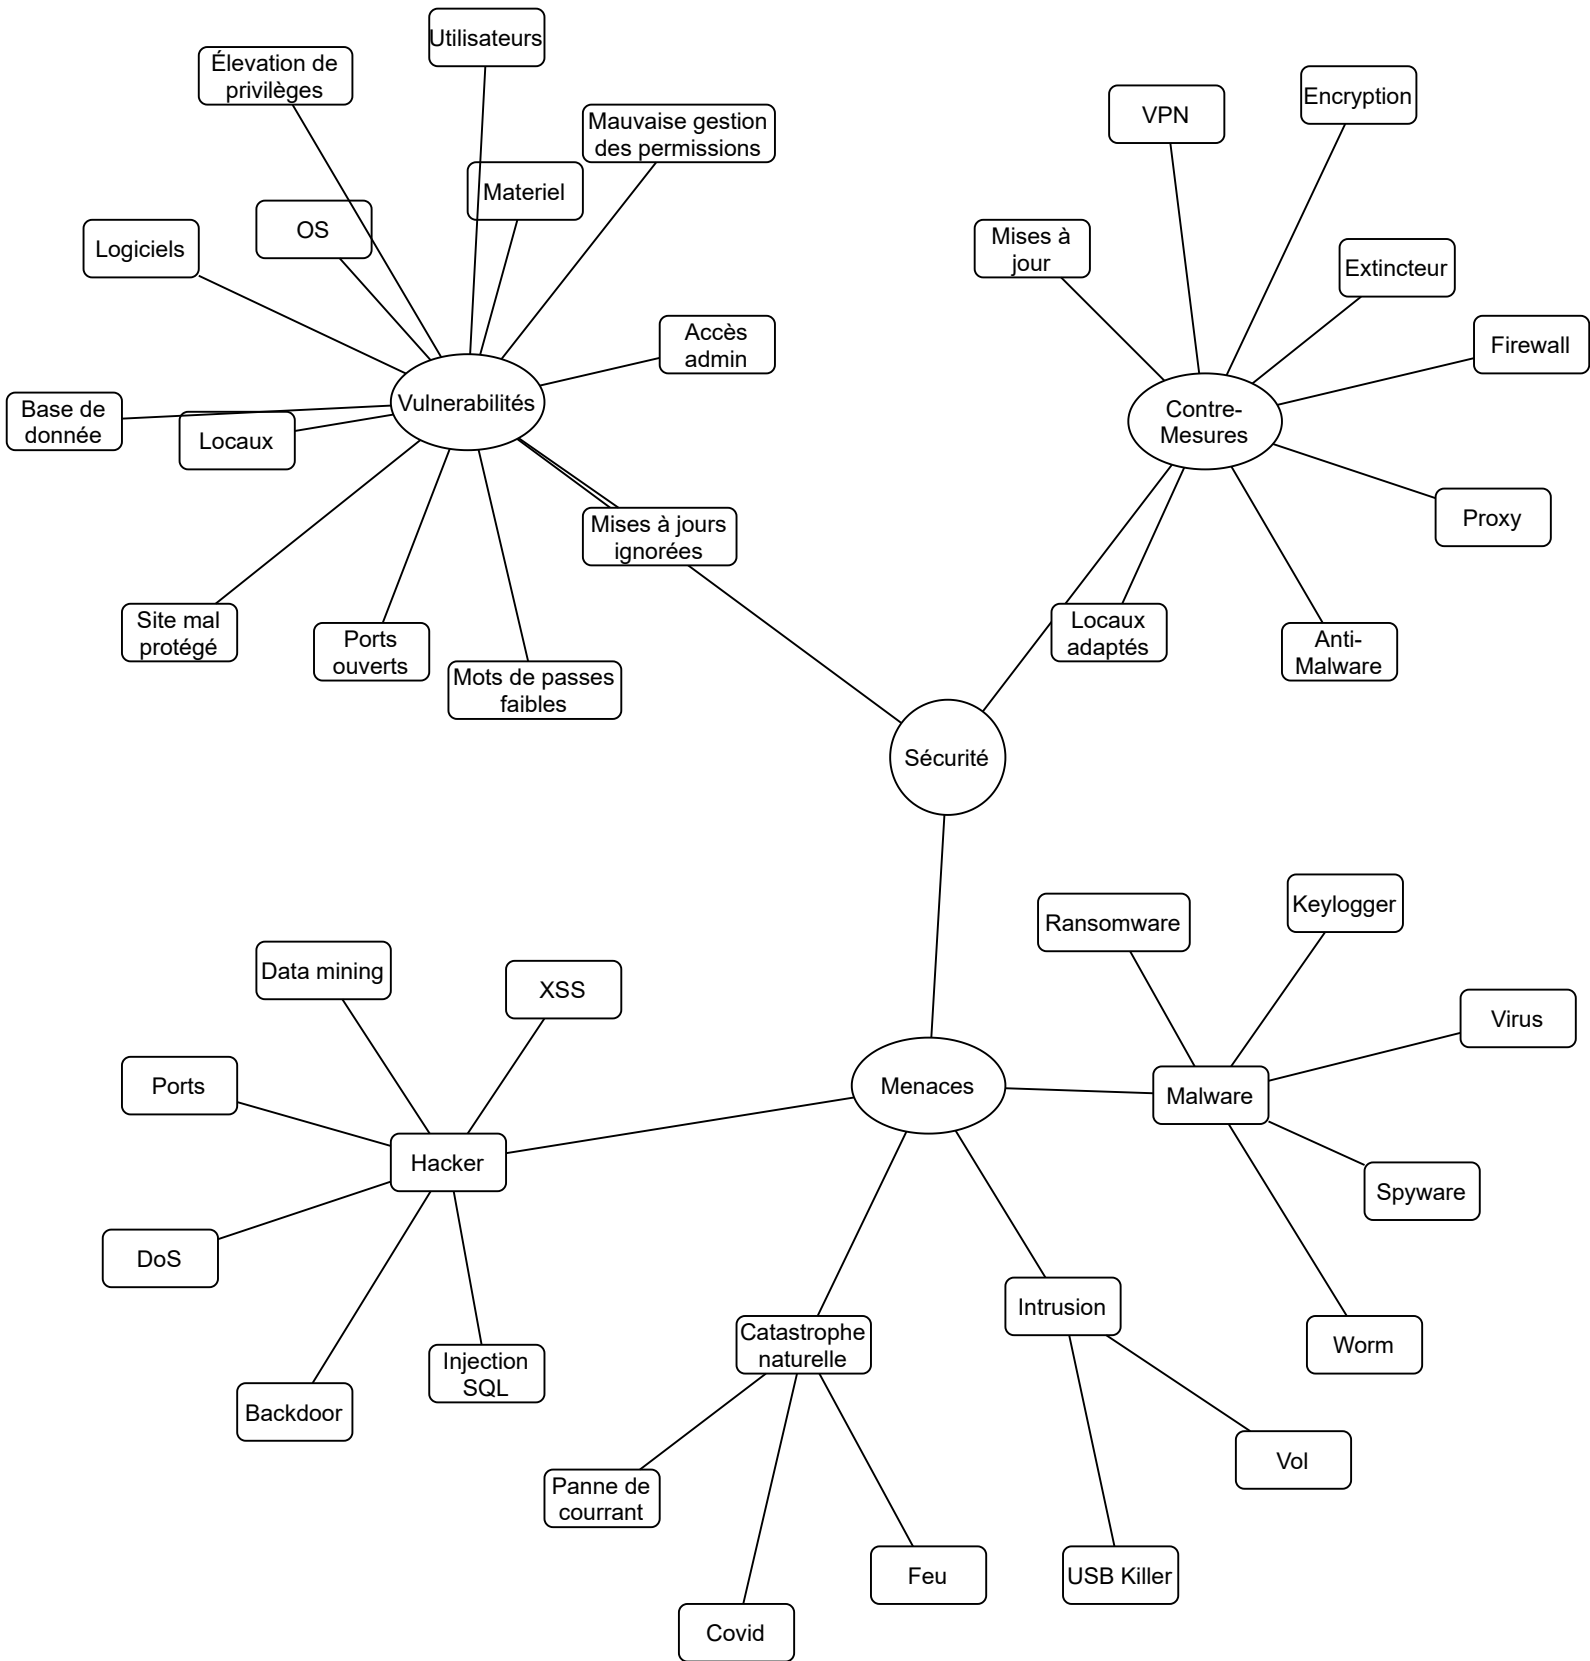 Utilisateurs
Élevation de
privilèges
Mauvaise gestion
des permissions
Materiel
OS
Logiciels
Accès
admin
Vulnerabilités
Base de
donnée
Locaux
Mises à jours
ignorées
Site mal
protégé
Ports
ouverts
Mots de passes
faibles
Encryption
VPN
Mises à
jour
Extincteur
Firewall
Contre-
Mesures
Proxy
Locaux
adaptés
Anti-
Malware
Sécurité
Menaces
Data mining
XSS
Ports
Hacker
DoS
Injection
SQL
Backdoor
Catastrophe
naturelle
Panne de
courrant
Feu
Covid
Intrusion
Vol
USB Killer
Ransomware
Keylogger
Virus
Malware
Spyware
Worm